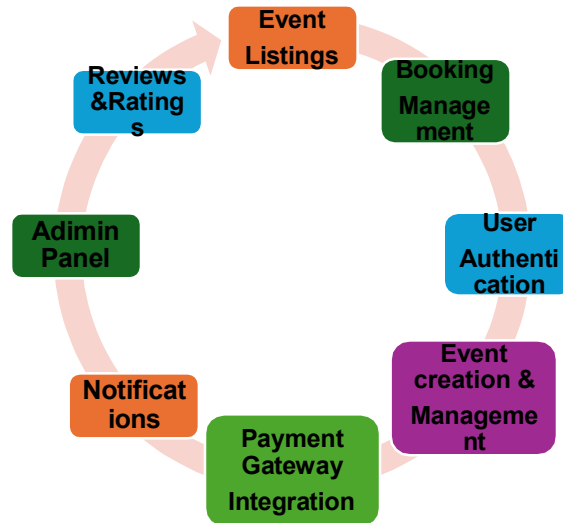 Event
Listings
Booking
Manage
ment
User
Authenti
cation
Event
creation &
Manageme
nt
Payment
Gateway
Integration
Notificat
ions
Adimin
Panel
Reviews
&Rating
s